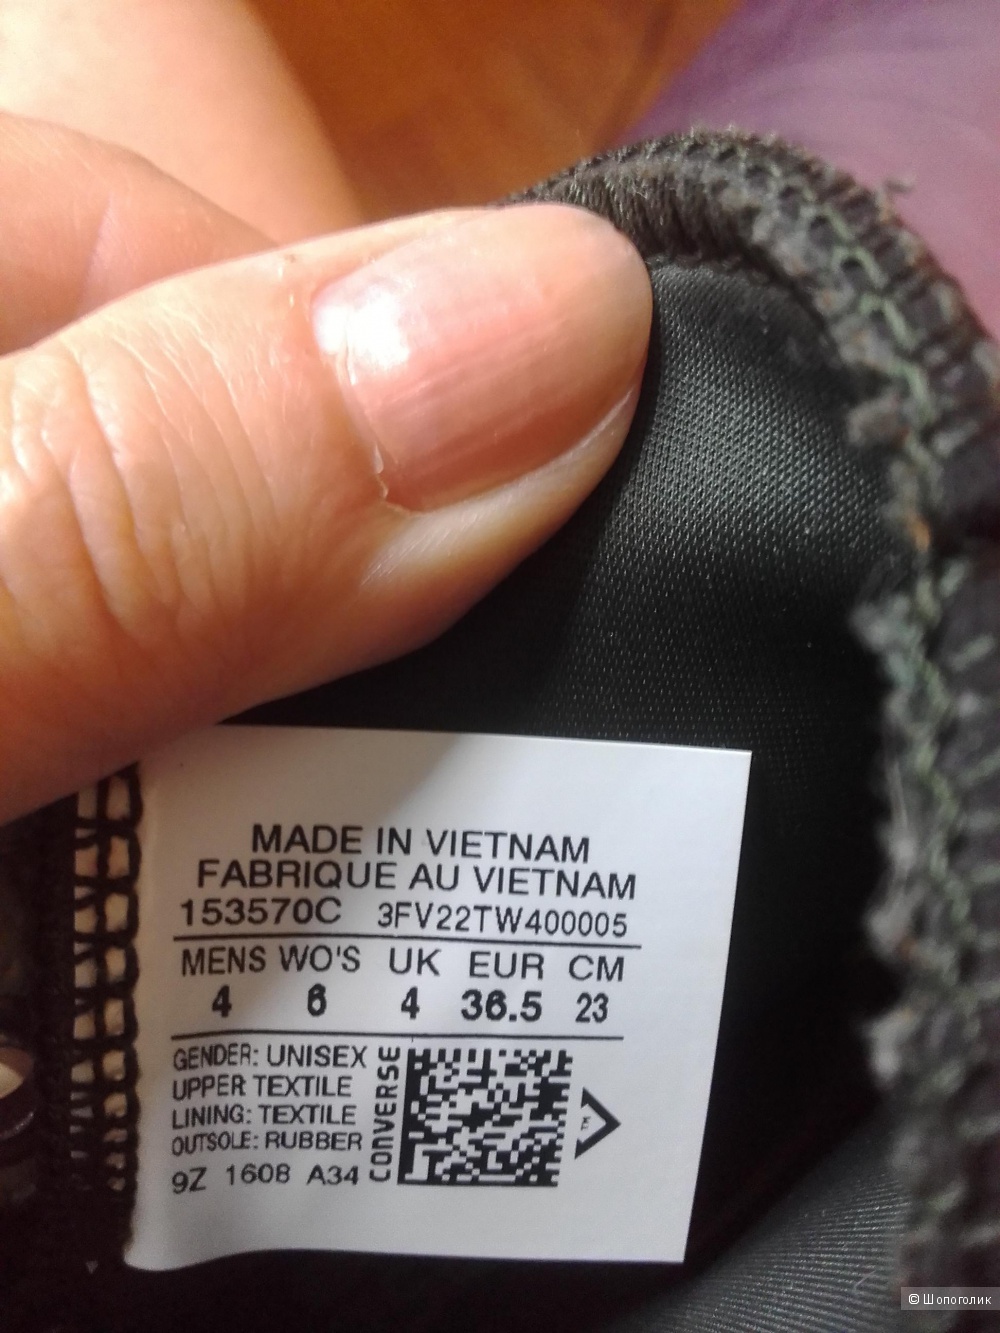 MADE IN VIETNAM
FABRIQUE AU VIETNAM
153570C 3FV22TW400005
MENS WO'S UK EUR CM
4 6 4 36.5 23
GENDER: UNISEX
UPPER TEXTILE
LINING: TEXTILE
OUTSOLE: RUBBER
9Z 1608 A34
CONVERSE
TM
© Шопоголик